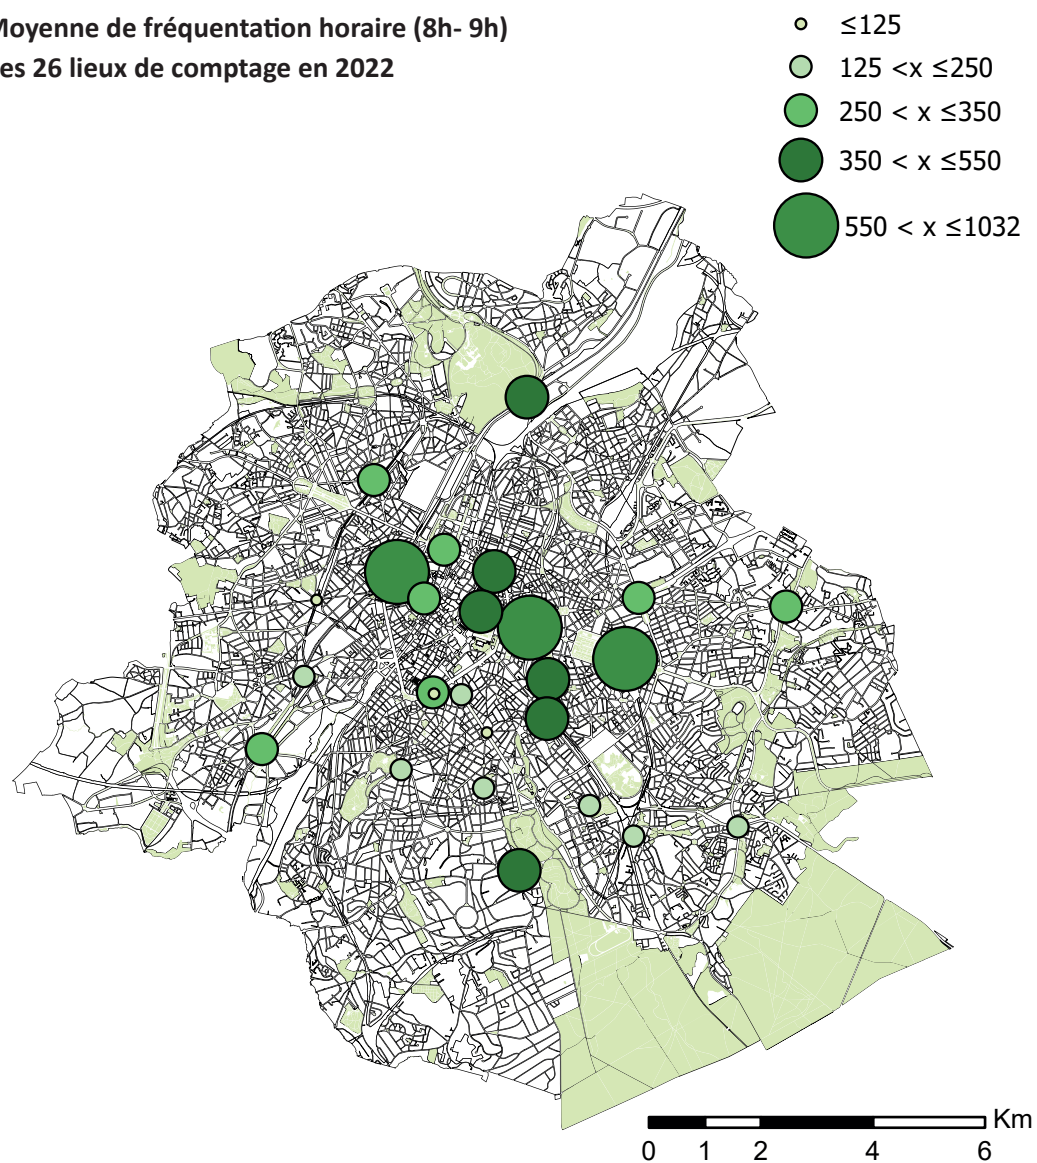 Moyenne de fréquentation horaire (8h- 9h)
es 26 lieux de comptage en 2022
≤125
125 <x ≤250
250 < x ≤350
350 < x ≤550
550 < x ≤1032
Km
0 1 2 4 6